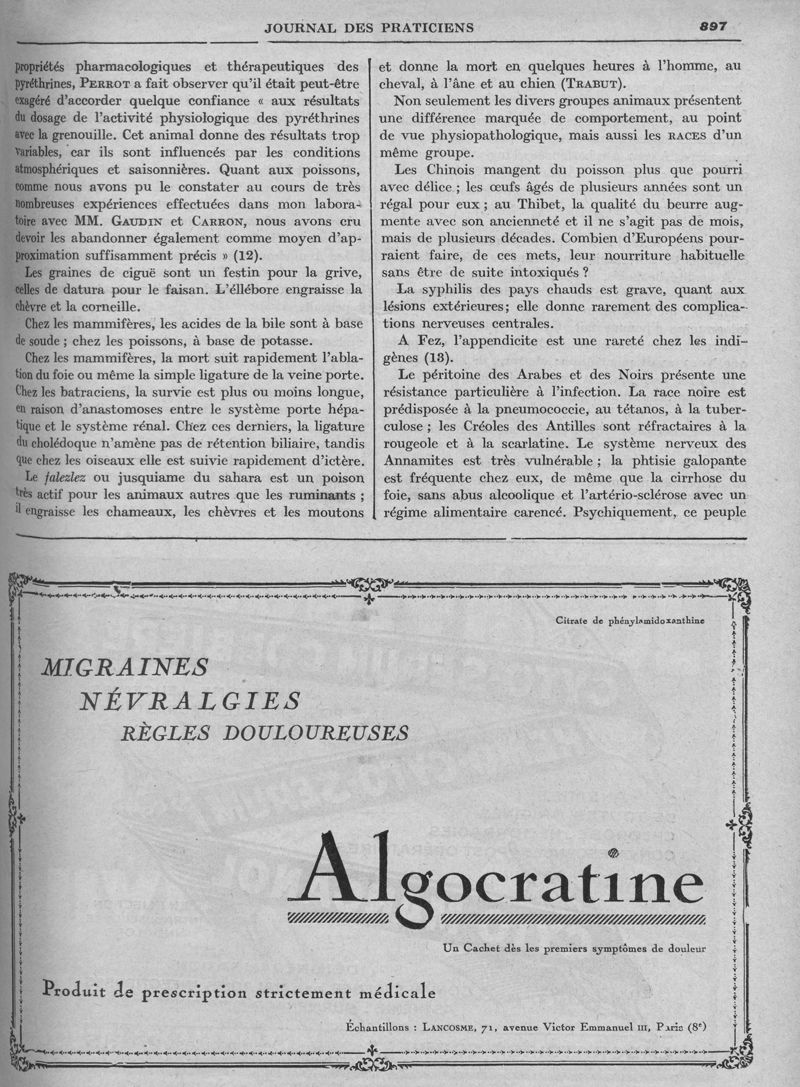 JOURNAL DES PRATICIENS
897
propriétés pharmacologiques et thérapeutiques des
pyréthrines, PERROT a fait observer qu'il était peut-être
exagéré d'accorder quelque confiance « aux résultats
du dosage de l'activité physiologique des pyréthrines
avec la grenouille. Cet animal donne des résultats trop
variables, car ils sont influencés par les conditions
atmosphériques et saisonnières. Quant aux poissons,
comme nous avons pu le constater au cours de très
nombreuses expériences effectuées dans mon labora-
toire avec MM. GAUDIN et CARRON, nous avons cru
devoir les abandonner également comme moyen d'ap-
proximation suffisamment précis » (12).
Les graines de ciguë sont un festin pour la grive,
celles de datura pour le faisan. L'éllébore engraisse la
chèvre et la corneille.
Chez les mammifères, les acides de la bile sont à base
de soude ; chez les poissons, à base de potasse.
Chez les mammifères, la mort suit rapidement l'abla-
tion du foie ou même la simple ligature de la veine porte.
Chez les batraciens, la survie est plus ou moins longue,
en raison d'anastomoses entre le système porte hépa-
tique et le système rénal. Chez ces derniers, la ligature
du cholédoque n'amène pas de rétention biliaire, tandis
que chez les oiseaux elle est suivie rapidement d'ictère.
Le falezlez ou jusquiame du sahara est un poison
très actif pour les animaux autres que les ruminants ;
il engraisse les chameaux, les chèvres et les moutons
et donne la mort en quelques heures à l'homme, au
cheval, à l'âne et au chien (TRABUT).
Non seulement les divers groupes animaux présentent
une différence marquée de comportement, au point
de vue physiopathologique, mais aussi les RACES d'un
même groupe.
Les Chinois mangent du poisson plus que pourri
avec délice ; les œufs âgés de plusieurs années sont un
régal pour eux ; au Thibet, la qualité du beurre aug-
mente avec son ancienneté et il ne s'agit pas de mois,
mais de plusieurs décades. Combien d'Européens pour-
raient faire, de ces mets, leur nourriture habituelle
sans être de suite intoxiqués ?
La syphilis des pays chauds est grave, quant aux
lésions extérieures; elle donne rarement des complica-
tions nerveuses centrales.
A Fez, l'appendicite est une rareté chez les indi-
gènes (13).
Le péritoine des Arabes et des Noirs présente une
résistance particulière à l'infection. La race noire est
prédisposée à la pneumococcie, au tétanos, à la tuber-
culose ; les Créoles des Antilles sont réfractaires à la
rougeole et à la scarlatine. Le système nerveux des
Annamites est très vulnérable ; la phtisie galopante
est fréquente chez eux, de même que la cirrhose du
foie, sans abus alcoolique et l'artério-sclérose avec un
régime alimentaire carencé. Psychiquement, ce peuple
Citrate de phénylamidoxanthine
MIGRAINES
NÉVRALGIES
RÈGLES DOULOUREUSES
Algocratine
Un Cachet dès les premiers symptômes de douleur
Produit de prescription strictement médicale
Échantillons : LANCOSME, 71, avenue Victor Emmanuel III, Paris (8e)